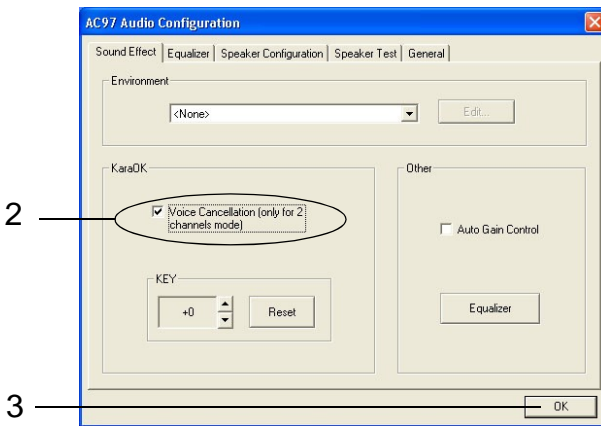 AC97 Audio Configuration
Sound Effect Equalizer Speaker Configuration Speaker Test General
Environment
<None> Edit...
KaraOK Other
2
Voice Cancellation (only for 2
channels mode)
Auto Gain Control
KEY
+0 Reset Equalizer
3 OK